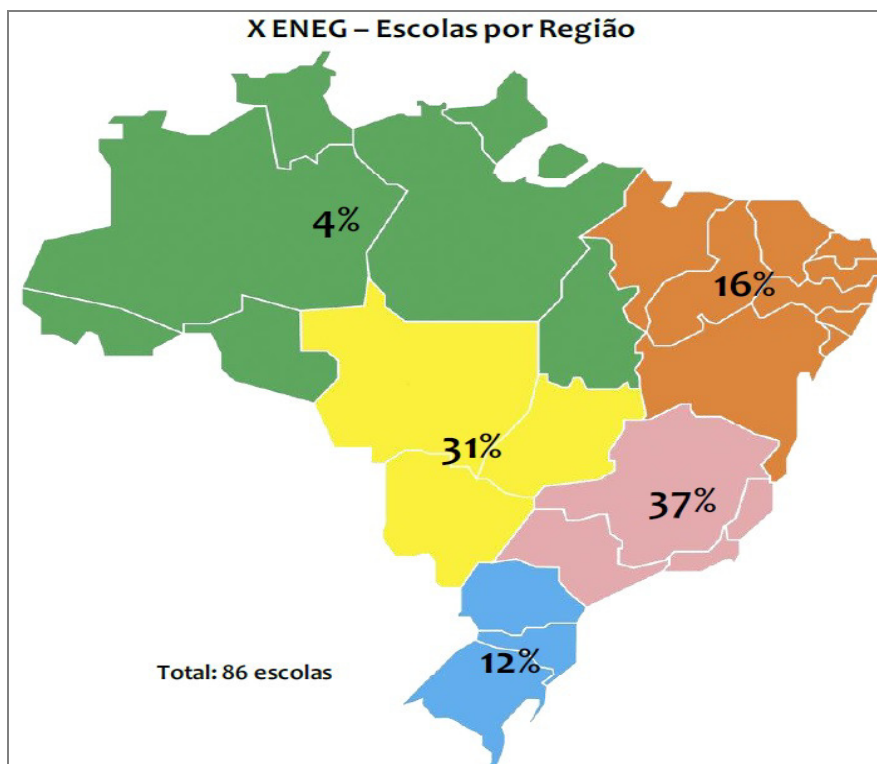 X ENEG – Escolas por Região
4%
16%
31%
37%
12%
Total: 86 escolas